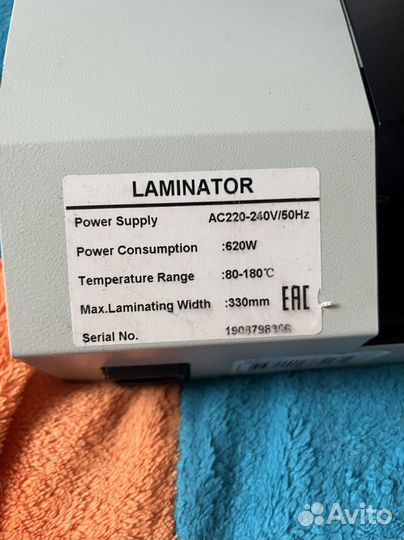 LAMINATOR
Power Supply AC220-240V/50Hz
Power Consumption :620W
Temperature Range :80-180℃
Max.Laminating Width :330mm
EAC
Serial No. 1908798306
Avito